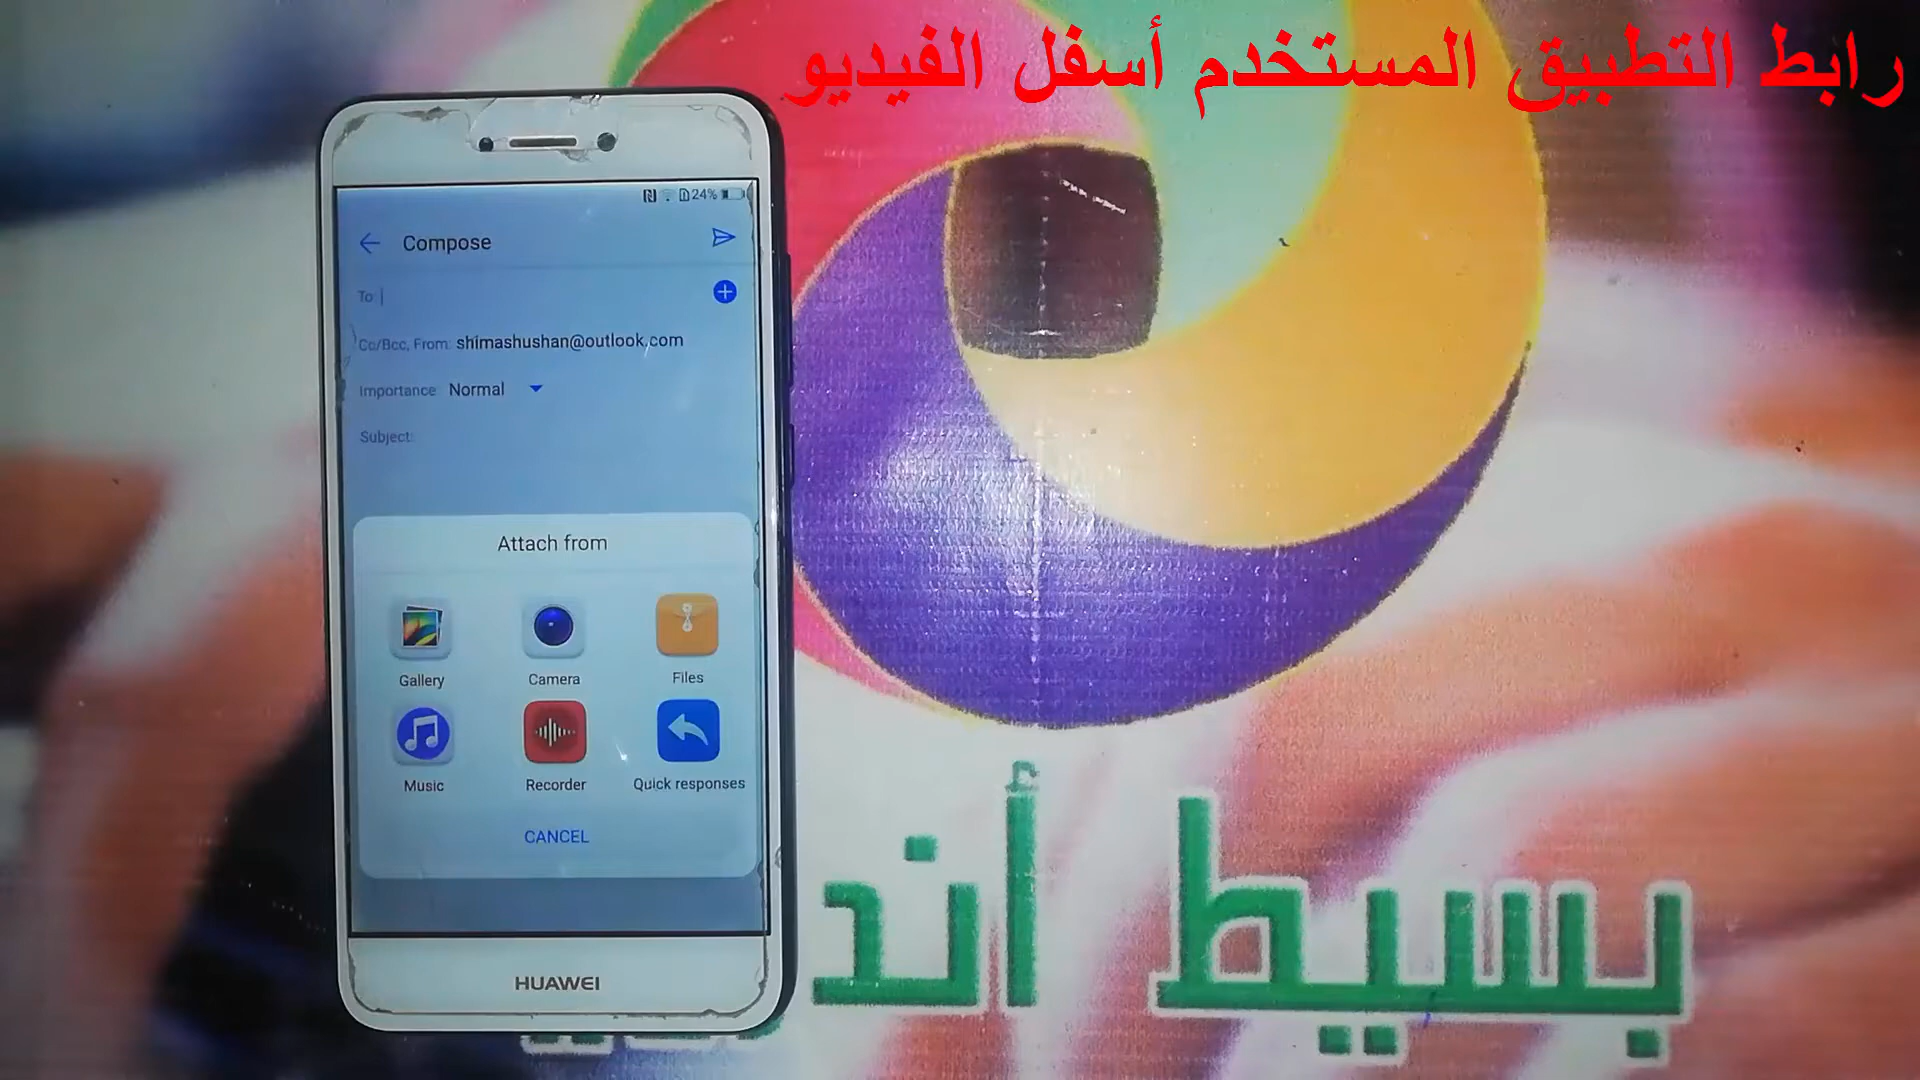 رابط التطبيق المستخدم أسفل الفيديو
24%
Compose
To:
Cc/Bcc, From: shimashushan@outlook.com
Importance: Normal
Subject:
Attach from
Gallery
Camera
Files
Music
Recorder
Quick responses
CANCEL
HUAWEI
بسيط أند